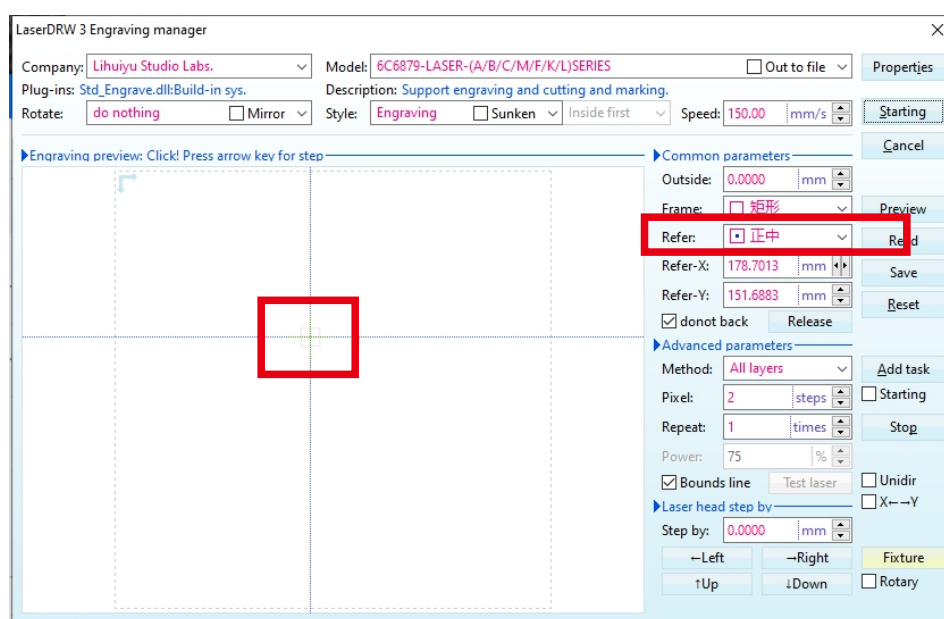 LaserDRW 3 Engraving manager
Company: Lihuiyu Studio Labs. Model: 6C6879-LASER-(A/B/C/M/F/K/L)SERIES Out to file Properties
Plug-ins: Std_Engrave.dll:Build-in sys. Description: Support engraving and cutting and marking.
Rotate: do nothing Mirror Style: Engraving Sunken Inside first Speed: 150.00 mm/s Starting
Cancel
Engraving preview: Click! Press arrow key for step Common parameters
Outside: 0.0000 mm
Frame: 矩形 Preview
Refer: 正中
Refer-X: 178.7013 mm Save
Refer-Y: 151.6883 mm Reset
donot back Release
Advanced parameters
Method: All layers Add task
Pixel: 2 steps Starting
Repeat: 1 times Stop
Power: 75 %
Bounds line Test laser Unidir
Laser head step by X←→Y
Step by: 0.0000 mm
←Left →Right Fixture
↑Up ↓Down Rotary